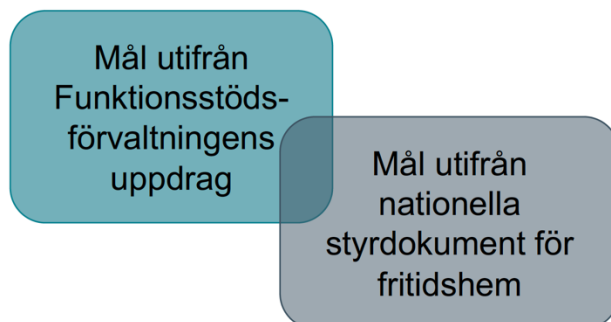 Mål utifrån
Funktionsstöds-
förvaltningens
uppdrag
Mål utifrån
nationella
styrdokument för
fritidshem